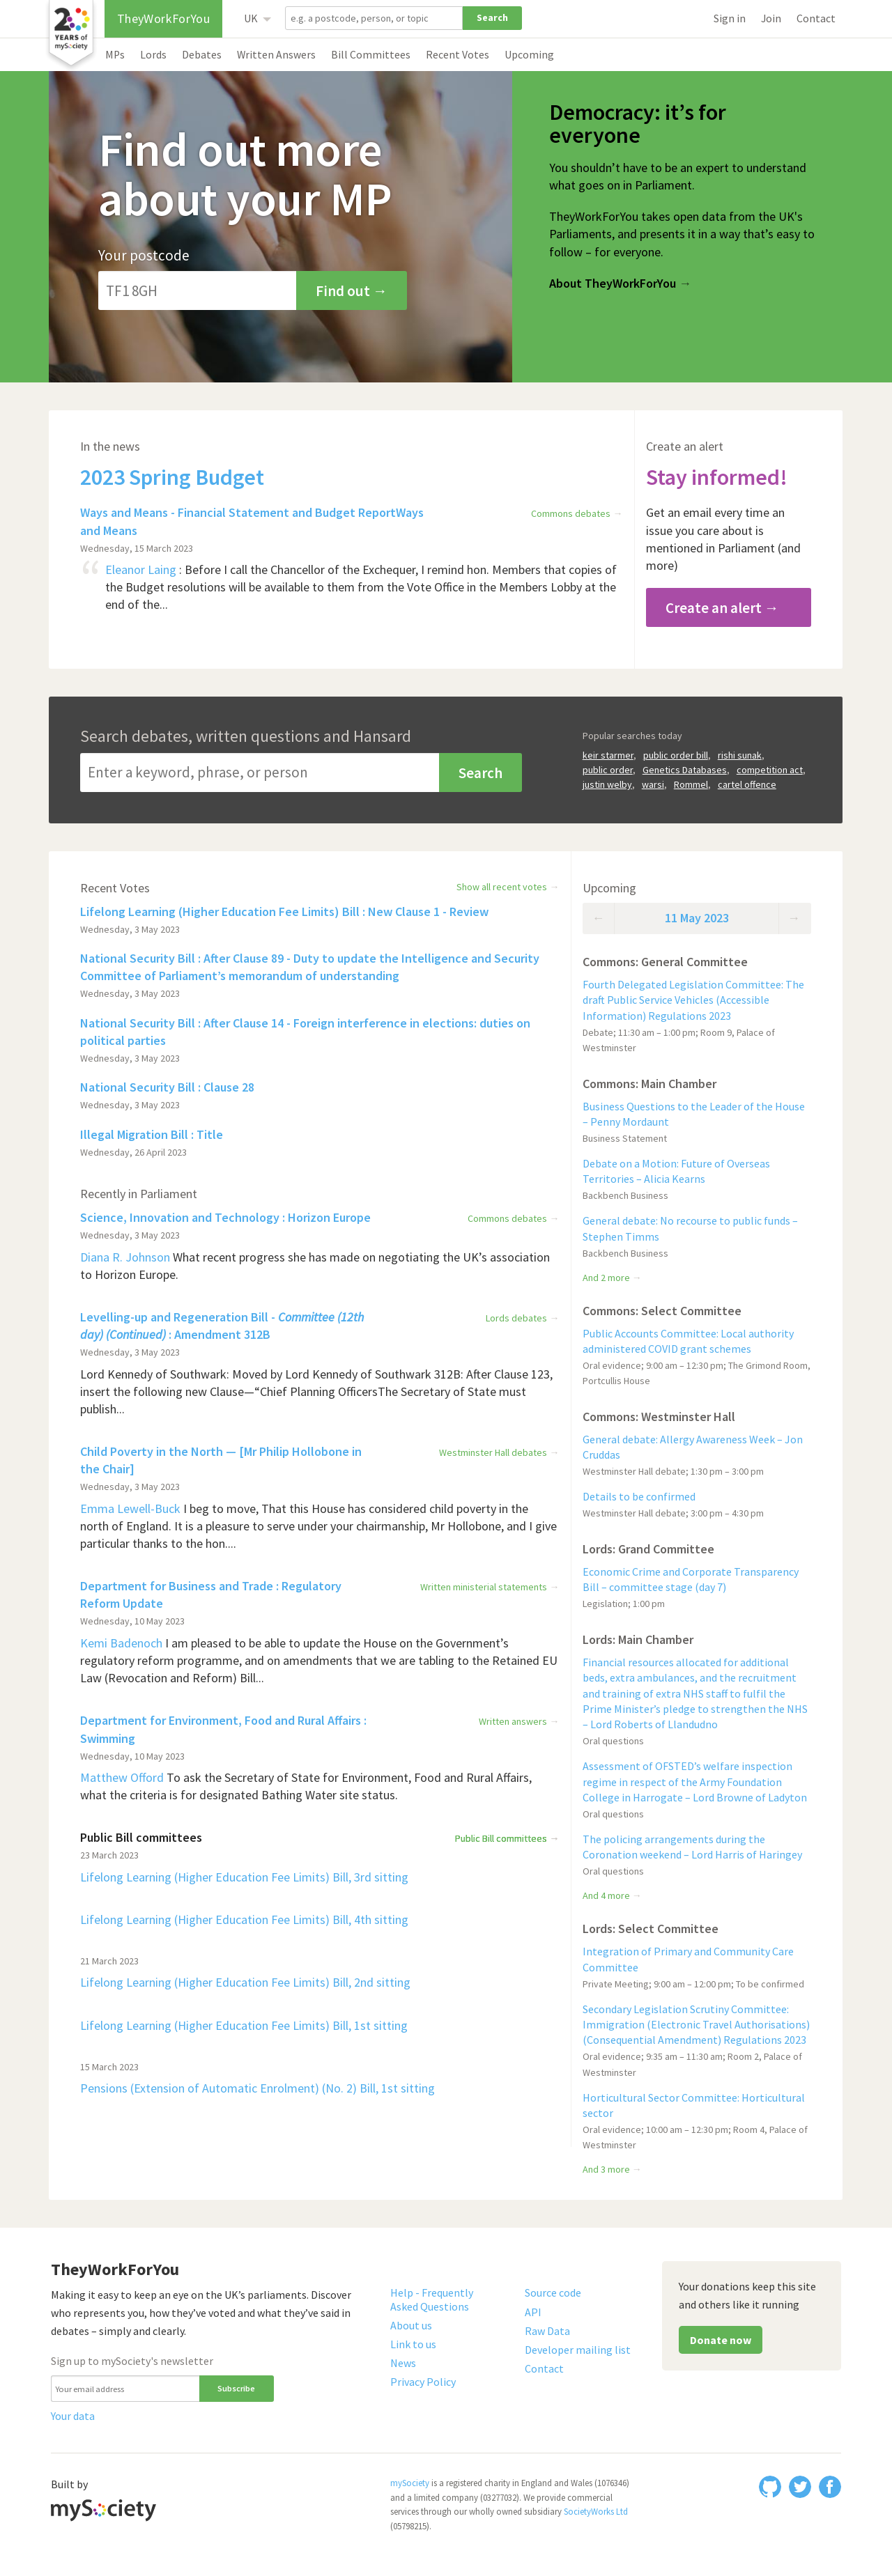 20
YEARS of
mySociety
TheyWorkForYou
UK
e.g. a postcode, person, or topic
Search
Sign in
Join
Contact
MPs
Lords
Debates
Written Answers
Bill Committees
Recent Votes
Upcoming
Find out more
about your MP
Your postcode
TF1 8GH
Find out →
Democracy: it’s for
everyone
You shouldn’t have to be an expert to understand
what goes on in Parliament.
TheyWorkForYou takes open data from the UK's
Parliaments, and presents it in a way that’s easy to
follow – for everyone.
About TheyWorkForYou →
In the news
2023 Spring Budget
Ways and Means - Financial Statement and Budget ReportWays
and Means
Commons debates →
Wednesday, 15 March 2023
“
Eleanor Laing : Before I call the Chancellor of the Exchequer, I remind hon. Members that copies of
the Budget resolutions will be available to them from the Vote Office in the Members Lobby at the
end of the...
Create an alert
Stay informed!
Get an email every time an
issue you care about is
mentioned in Parliament (and
more)
Create an alert →
Search debates, written questions and Hansard
Enter a keyword, phrase, or person
Search
Popular searches today
keir starmer, public order bill, rishi sunak,
public order, Genetics Databases, competition act,
justin welby, warsi, Rommel, cartel offence
Recent Votes
Show all recent votes →
Lifelong Learning (Higher Education Fee Limits) Bill : New Clause 1 - Review
Wednesday, 3 May 2023
National Security Bill : After Clause 89 - Duty to update the Intelligence and Security
Committee of Parliament’s memorandum of understanding
Wednesday, 3 May 2023
National Security Bill : After Clause 14 - Foreign interference in elections: duties on
political parties
Wednesday, 3 May 2023
National Security Bill : Clause 28
Wednesday, 3 May 2023
Illegal Migration Bill : Title
Wednesday, 26 April 2023
Recently in Parliament
Science, Innovation and Technology : Horizon Europe
Commons debates →
Wednesday, 3 May 2023
Diana R. Johnson What recent progress she has made on negotiating the UK’s association
to Horizon Europe.
Levelling-up and Regeneration Bill - Committee (12th
day) (Continued) : Amendment 312B
Lords debates →
Wednesday, 3 May 2023
Lord Kennedy of Southwark: Moved by Lord Kennedy of Southwark 312B: After Clause 123,
insert the following new Clause—“Chief Planning OfficersThe Secretary of State must
publish...
Child Poverty in the North — [Mr Philip Hollobone in
the Chair]
Westminster Hall debates →
Wednesday, 3 May 2023
Emma Lewell-Buck I beg to move, That this House has considered child poverty in the
north of England. It is a pleasure to serve under your chairmanship, Mr Hollobone, and I give
particular thanks to the hon....
Department for Business and Trade : Regulatory
Reform Update
Written ministerial statements →
Wednesday, 10 May 2023
Kemi Badenoch I am pleased to be able to update the House on the Government’s
regulatory reform programme, and on amendments that we are tabling to the Retained EU
Law (Revocation and Reform) Bill...
Department for Environment, Food and Rural Affairs :
Swimming
Written answers →
Wednesday, 10 May 2023
Matthew Offord To ask the Secretary of State for Environment, Food and Rural Affairs,
what the criteria is for designated Bathing Water site status.
Public Bill committees
Public Bill committees →
23 March 2023
Lifelong Learning (Higher Education Fee Limits) Bill, 3rd sitting
Lifelong Learning (Higher Education Fee Limits) Bill, 4th sitting
21 March 2023
Lifelong Learning (Higher Education Fee Limits) Bill, 2nd sitting
Lifelong Learning (Higher Education Fee Limits) Bill, 1st sitting
15 March 2023
Pensions (Extension of Automatic Enrolment) (No. 2) Bill, 1st sitting
Upcoming
← 11 May 2023 →
Commons: General Committee
Fourth Delegated Legislation Committee: The
draft Public Service Vehicles (Accessible
Information) Regulations 2023
Debate; 11:30 am – 1:00 pm; Room 9, Palace of
Westminster
Commons: Main Chamber
Business Questions to the Leader of the House
– Penny Mordaunt
Business Statement
Debate on a Motion: Future of Overseas
Territories – Alicia Kearns
Backbench Business
General debate: No recourse to public funds –
Stephen Timms
Backbench Business
And 2 more →
Commons: Select Committee
Public Accounts Committee: Local authority
administered COVID grant schemes
Oral evidence; 9:00 am – 12:30 pm; The Grimond Room,
Portcullis House
Commons: Westminster Hall
General debate: Allergy Awareness Week – Jon
Cruddas
Westminster Hall debate; 1:30 pm – 3:00 pm
Details to be confirmed
Westminster Hall debate; 3:00 pm – 4:30 pm
Lords: Grand Committee
Economic Crime and Corporate Transparency
Bill – committee stage (day 7)
Legislation; 1:00 pm
Lords: Main Chamber
Financial resources allocated for additional
beds, extra ambulances, and the recruitment
and training of extra NHS staff to fulfil the
Prime Minister’s pledge to strengthen the NHS
– Lord Roberts of Llandudno
Oral questions
Assessment of OFSTED’s welfare inspection
regime in respect of the Army Foundation
College in Harrogate – Lord Browne of Ladyton
Oral questions
The policing arrangements during the
Coronation weekend – Lord Harris of Haringey
Oral questions
And 4 more →
Lords: Select Committee
Integration of Primary and Community Care
Committee
Private Meeting; 9:00 am – 12:00 pm; To be confirmed
Secondary Legislation Scrutiny Committee:
Immigration (Electronic Travel Authorisations)
(Consequential Amendment) Regulations 2023
Oral evidence; 9:35 am – 11:30 am; Room 2, Palace of
Westminster
Horticultural Sector Committee: Horticultural
sector
Oral evidence; 10:00 am – 12:30 pm; Room 4, Palace of
Westminster
And 3 more →
TheyWorkForYou
Making it easy to keep an eye on the UK’s parliaments. Discover
who represents you, how they’ve voted and what they’ve said in
debates – simply and clearly.
Sign up to mySociety's newsletter
Your email address
Subscribe
Your data
Help - Frequently
Asked Questions
About us
Link to us
News
Privacy Policy
Source code
API
Raw Data
Developer mailing list
Contact
Your donations keep this site
and others like it running
Donate now
Built by
mySociety
mySociety is a registered charity in England and Wales (1076346)
and a limited company (03277032). We provide commercial
services through our wholly owned subsidiary SocietyWorks Ltd
(05798215).